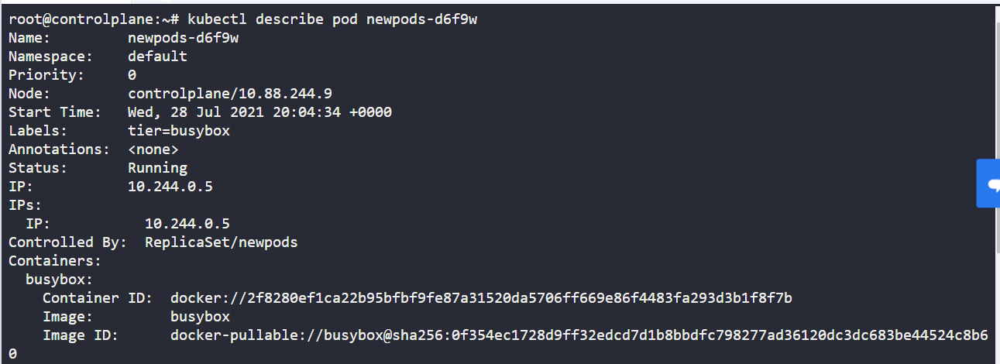 root@controlplane:~# kubectl describe pod newpods-d6f9w
Name:         newpods-d6f9w
Namespace:    default
Priority:     0
Node:         controlplane/10.88.244.9
Start Time:   Wed, 28 Jul 2021 20:04:34 +0000
Labels:       tier=busybox
Annotations:  <none>
Status:       Running
IP:           10.244.0.5
IPs:
  IP:           10.244.0.5
Controlled By:  ReplicaSet/newpods
Containers:
  busybox:
    Container ID:  docker://2f8280ef1ca22b95bfbf9fe87a31520da5706ff669e86f4483fa293d3b1f8f7b
    Image:         busybox
    Image ID:      docker-pullable://busybox@sha256:0f354ec1728d9ff32edcd7d1b8bbdfc798277ad36120dc3dc683be44524c8b6
0